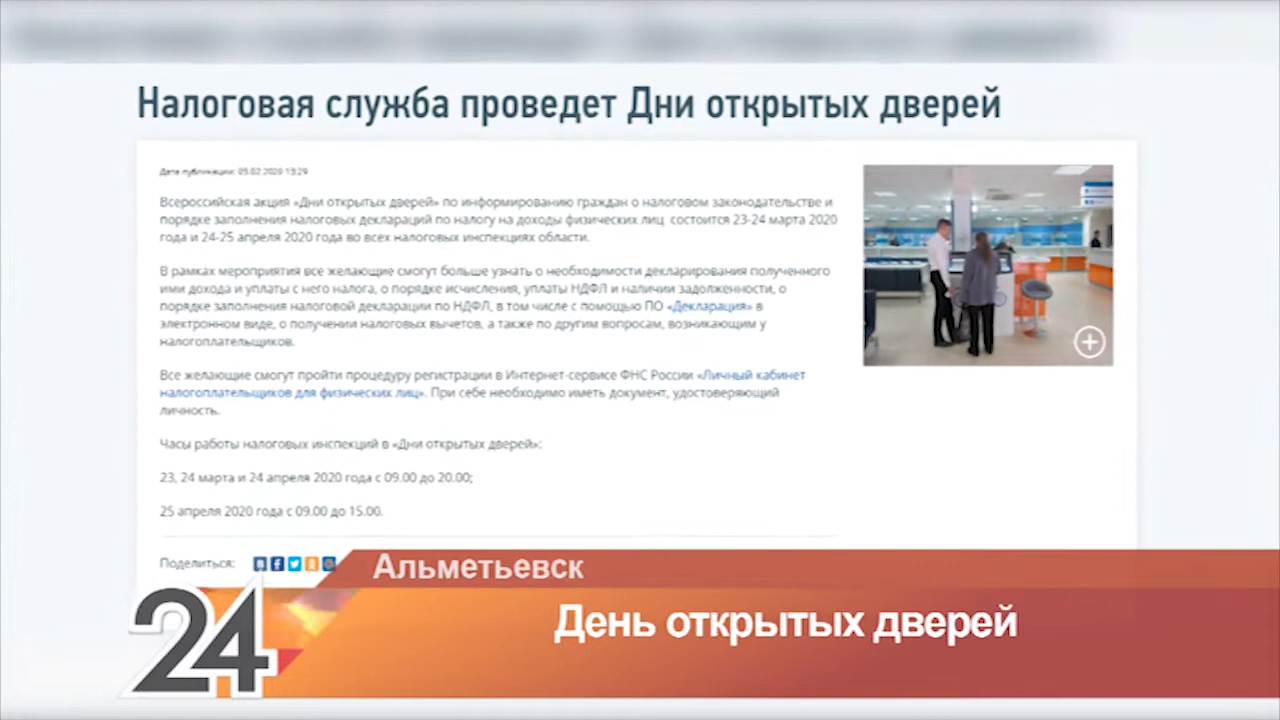 Налоговая служба проведет Дни открытых дверей
Дата публикации: 05.02.2020 13:29
Всероссийская акция «Дни открытых дверей» по информированию граждан о налоговом законодательстве и
порядке заполнения налоговых деклараций по налогу на доходы физических лиц состоится 23-24 марта 2020
года и 24-25 апреля 2020 года во всех налоговых инспекциях области.
В рамках мероприятия все желающие смогут больше узнать о необходимости декларирования полученного
ими дохода и уплаты с него налога, о порядке исчисления, уплаты НДФЛ и наличии задолженности, о
порядке заполнения налоговой декларации по НДФЛ, в том числе с помощью ПО «Декларация» в
электронном виде, о получении налоговых вычетов, а также по другим вопросам, возникающим у
налогоплательщиков.
Все желающие смогут пройти процедуру регистрации в Интернет-сервисе ФНС России «Личный кабинет
налогоплательщиков для физических лиц». При себе необходимо иметь документ, удостоверяющий
личность.
Часы работы налоговых инспекций в «Дни открытых дверей»:
23, 24 марта и 24 апреля 2020 года с 09.00 до 20.00;
25 апреля 2020 года с 09.00 до 15.00.
Поделиться:
Альметьевск
24
День открытых дверей